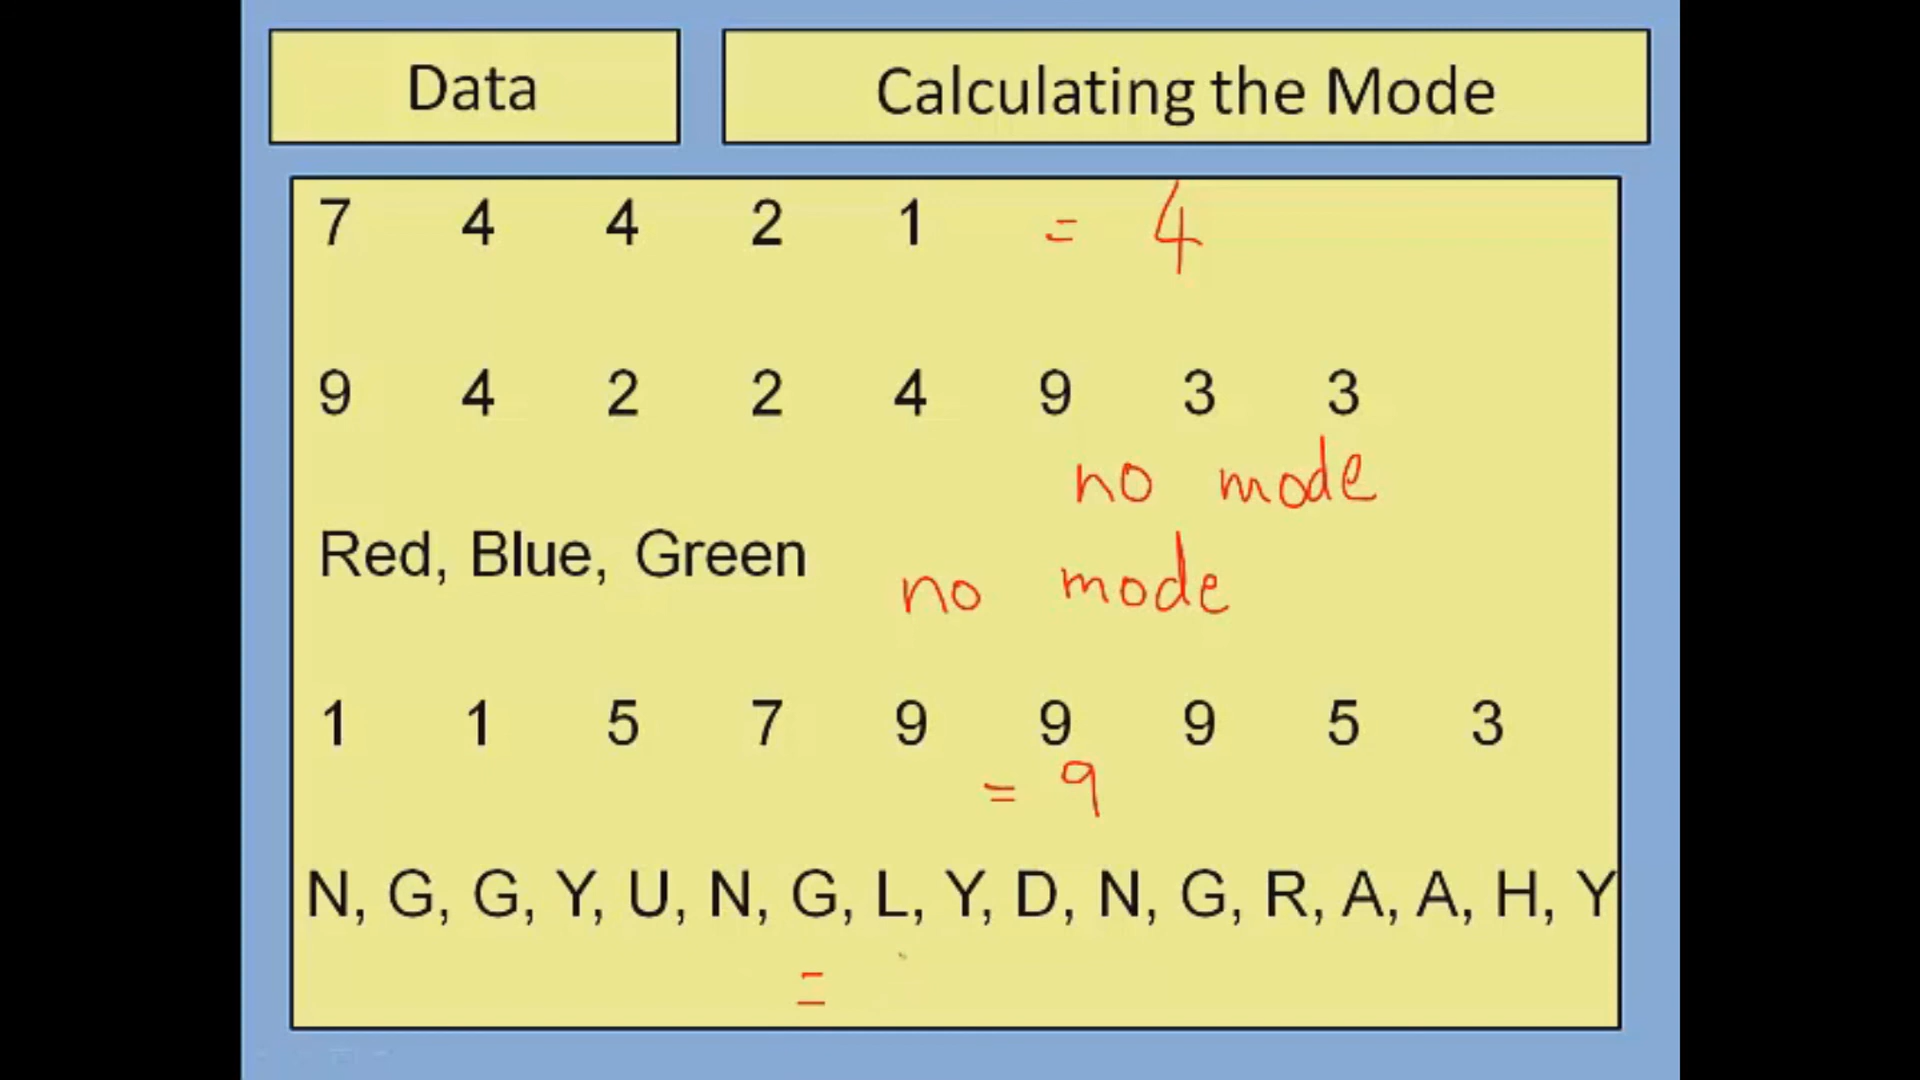 Data
Calculating the Mode
7 4 4 2 1 = 4
9 4 2 2 4 9 3 3
no mode
Red, Blue, Green no mode
1 1 5 7 9 9 9 5 3
= 9
N, G, G, Y, U, N, G, L, Y, D, N, G, R, A, A, H, Y
=